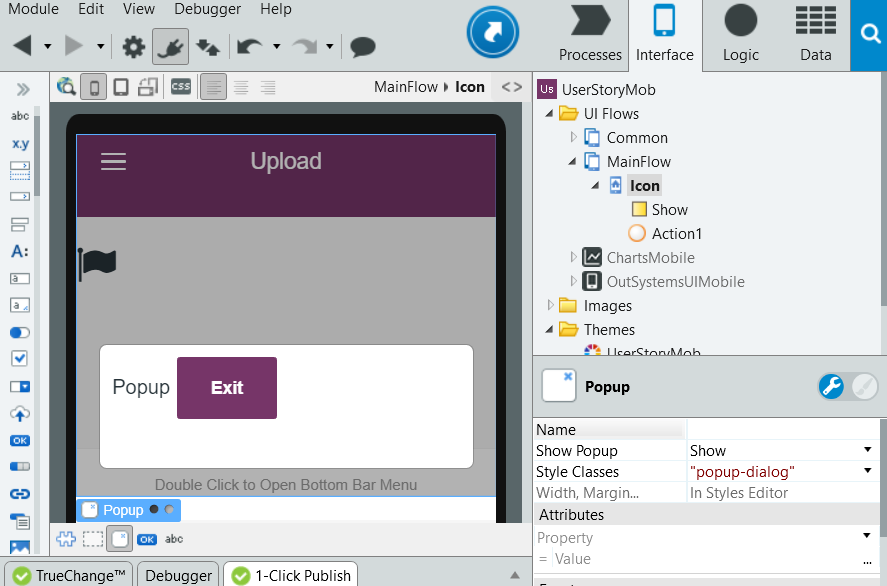 Module Edit View Debugger Help
Processes Interface Logic Data
CSS
MainFlow Icon <>
abc
x.y
A:
a
a
OK
Upload
Popup Exit
Double Click to Open Bottom Bar Menu
Popup
OK abc
TrueChange™ Debugger 1-Click Publish
Us UserStoryMob
UI Flows
Common
MainFlow
Icon
Show
Action1
ChartsMobile
OutSystemsUIMobile
Images
Themes
UserStoryMob
Popup
Name
Show Popup Show
Style Classes "popup-dialog"
Width, Margin... In Styles Editor
Attributes
Property
= Value ...